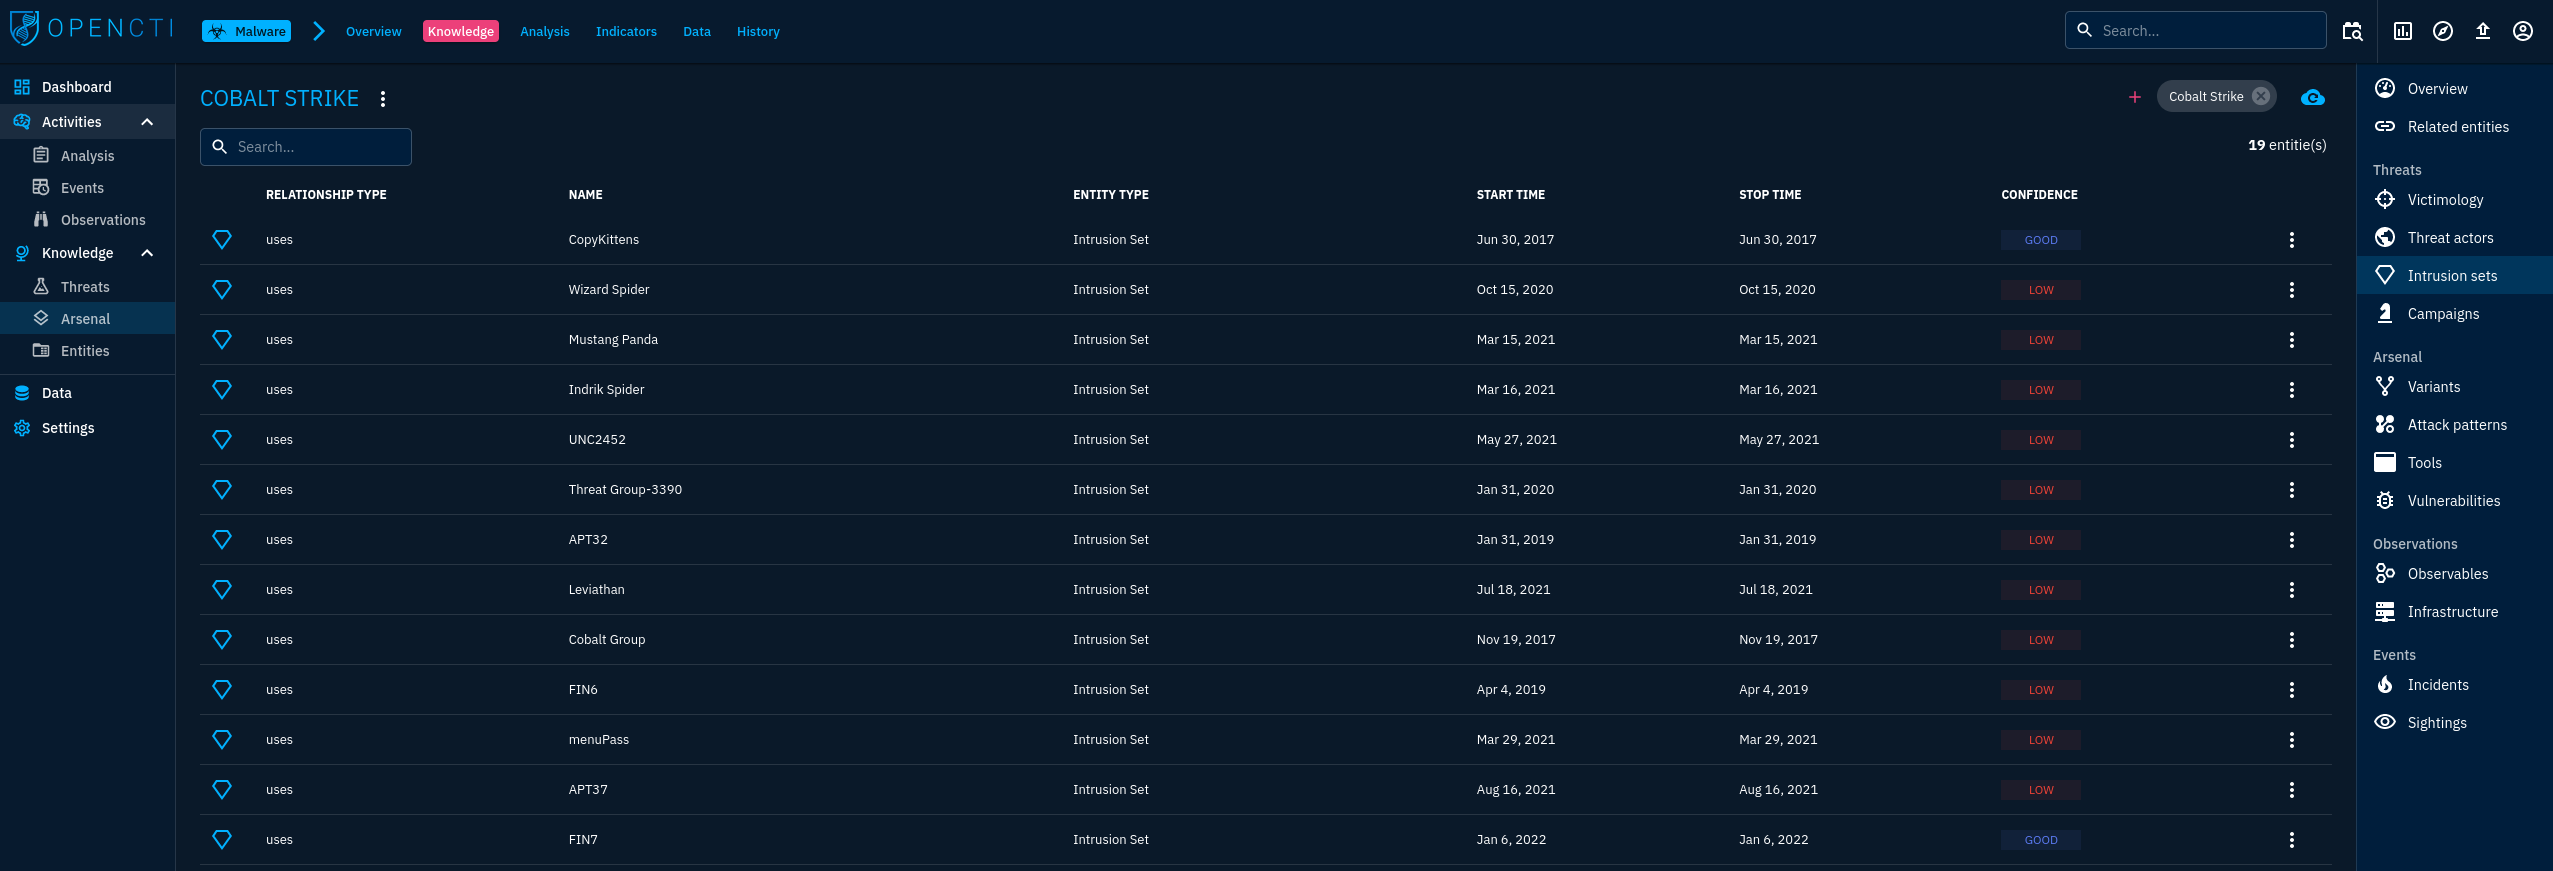 OPENCTI
Malware
Overview
Knowledge
Analysis
Indicators
Data
History
Search...
Dashboard
Activities
Analysis
Events
Observations
Knowledge
Threats
Arsenal
Entities
Data
Settings
COBALT STRIKE
Cobalt Strike
Search...
19 entitie(s)
RELATIONSHIP TYPE NAME ENTITY TYPE START TIME STOP TIME CONFIDENCE
uses CopyKittens Intrusion Set Jun 30, 2017 Jun 30, 2017 GOOD
uses Wizard Spider Intrusion Set Oct 15, 2020 Oct 15, 2020 LOW
uses Mustang Panda Intrusion Set Mar 15, 2021 Mar 15, 2021 LOW
uses Indrik Spider Intrusion Set Mar 16, 2021 Mar 16, 2021 LOW
uses UNC2452 Intrusion Set May 27, 2021 May 27, 2021 LOW
uses Threat Group-3390 Intrusion Set Jan 31, 2020 Jan 31, 2020 LOW
uses APT32 Intrusion Set Jan 31, 2019 Jan 31, 2019 LOW
uses Leviathan Intrusion Set Jul 18, 2021 Jul 18, 2021 LOW
uses Cobalt Group Intrusion Set Nov 19, 2017 Nov 19, 2017 LOW
uses FIN6 Intrusion Set Apr 4, 2019 Apr 4, 2019 LOW
uses menuPass Intrusion Set Mar 29, 2021 Mar 29, 2021 LOW
uses APT37 Intrusion Set Aug 16, 2021 Aug 16, 2021 LOW
uses FIN7 Intrusion Set Jan 6, 2022 Jan 6, 2022 GOOD
Overview
Related entities
Threats
Victimology
Threat actors
Intrusion sets
Campaigns
Arsenal
Variants
Attack patterns
Tools
Vulnerabilities
Observations
Observables
Infrastructure
Events
Incidents
Sightings